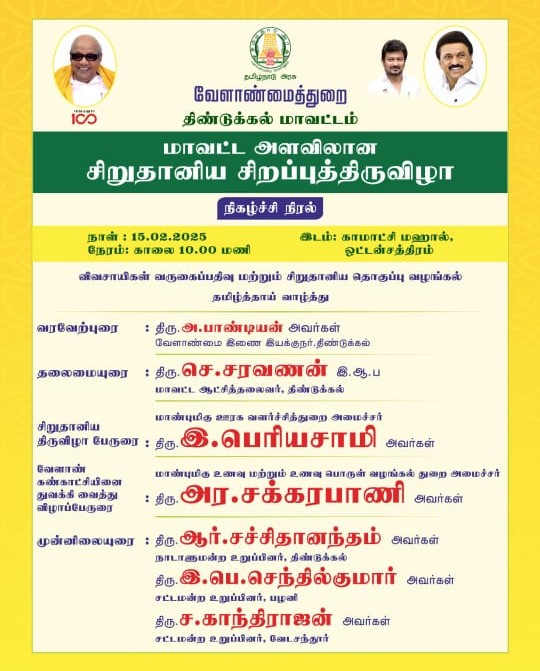 தமிழ்நாடு அரசு
வேளாண்மைத்துறை
திண்டுக்கல் மாவட்டம்
100
மாவட்ட அளவிலான
சிறுதானிய சிறப்புத்திருவிழா
நிகழ்ச்சி நிரல்
நாள் : 15.02.2025
நேரம்: காலை 10.00 மணி
இடம்: காமாட்சி மஹால்,
ஒட்டன்சத்திரம்
விவசாயிகள் வருகைப்பதிவு மற்றும் சிறுதானிய தொகுப்பு வழங்கல்
தமிழ்த்தாய் வாழ்த்து
வரவேற்புரை : திரு.அ.பாண்டியன் அவர்கள்
வேளாண்மை இணை இயக்குநர்,திண்டுக்கல்
தலைமையுரை : திரு.செ.சரவணன் இ.ஆ.ப
மாவட்ட ஆட்சித்தலைவர், திண்டுக்கல்
மாண்புமிகு ஊரக வளர்ச்சித்துறை அமைச்சர்
சிறுதானிய
திருவிழா பேருரை : திரு.இ.பெரியசாமி அவர்கள்
மாண்புமிகு உணவு மற்றும் உணவு பொருள் வழங்கல் துறை அமைச்சர்
வேளாண்
கண்காட்சியினை
துவக்கி வைத்து : திரு.அர.சக்கரபாணி அவர்கள்
விழாப்பேருரை
முன்னிலையுரை : திரு.ஆர்.சச்சிதானந்தம் அவர்கள்
நாடாளுமன்ற உறுப்பினர், திண்டுக்கல்
திரு.இ.பெ.செந்தில்குமார் அவர்கள்
சட்டமன்ற உறுப்பினர், பழனி
திரு.ச.காந்திராஜன் அவர்கள்
சட்டமன்ற உறுப்பினர், வேடசந்தூர்